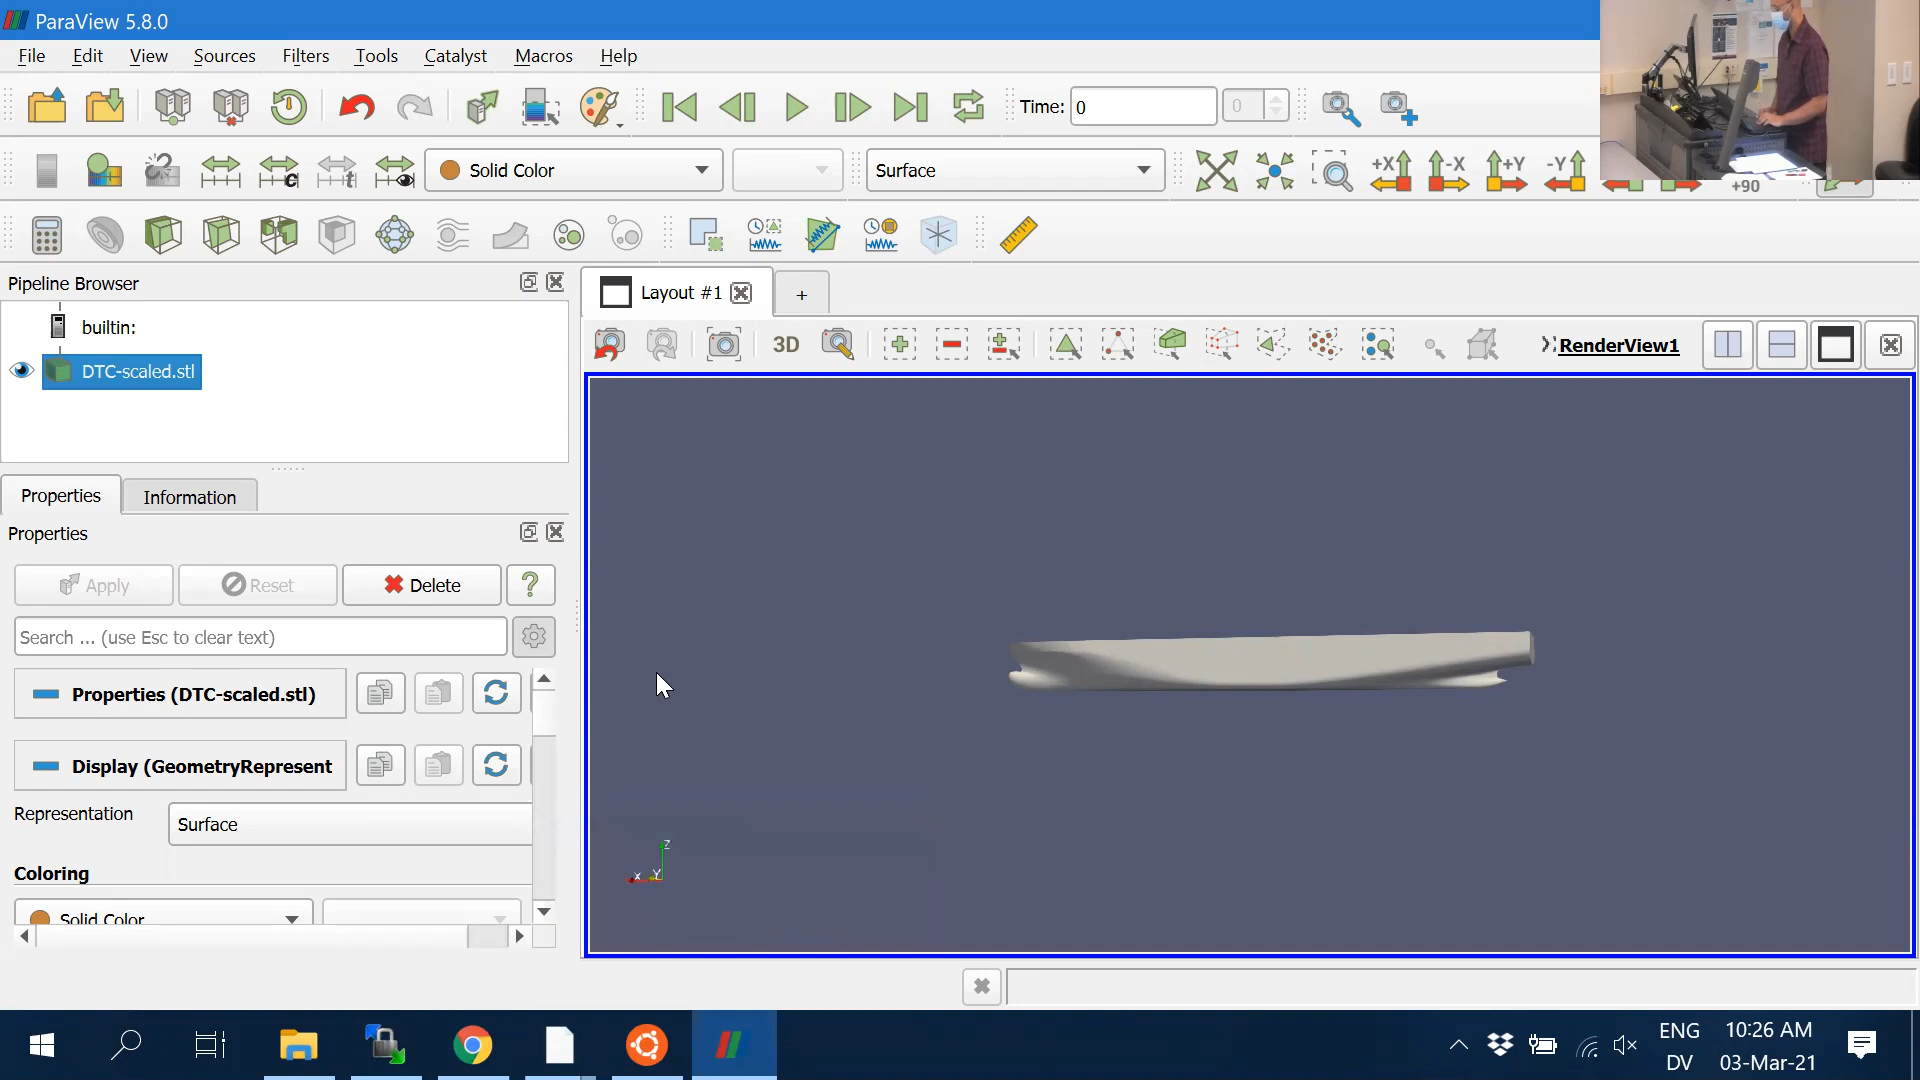 ParaView 5.8.0
File Edit View Sources Filters Tools Catalyst Macros Help
Time: 0 0
Solid Color Surface +X -X +Y -Y +90
Pipeline Browser
Layout #1 +
builtin:
3D RenderView1
DTC-scaled.stl
Properties Information
Properties
Apply Reset Delete ?
Search ... (use Esc to clear text)
Properties (DTC-scaled.stl)
Display (GeometryRepresent
Representation Surface
Z
X Y
Coloring
Solid Color
ENG 10:26 AM
DV 03-Mar-21